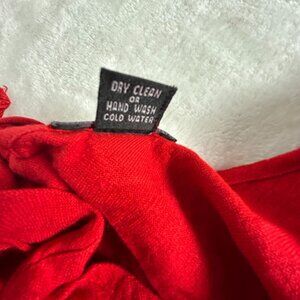 DRY CLEAN
OR
HAND WASH
COLD WATER